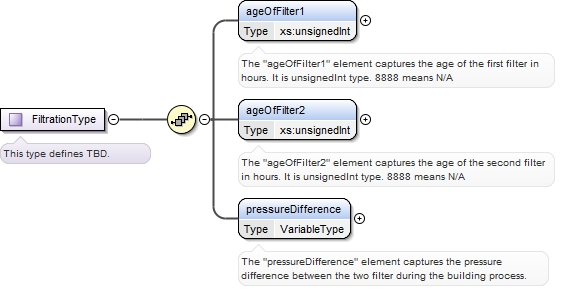 ageOfFilter1
Type xs:unsignedInt
The "ageOfFilter1" element captures the age of the first filter in
hours. It is unsignedInt type. 8888 means N/A
FiltrationType
This type defines TBD.
ageOfFilter2
Type xs:unsignedInt
The "ageOfFilter2" element captures the age of the second filter
in hours. It is unsignedInt type. 8888 means N/A
pressureDifference
Type VariableType
The "pressureDifference" element captures the pressure
difference between the two filter during the building process.